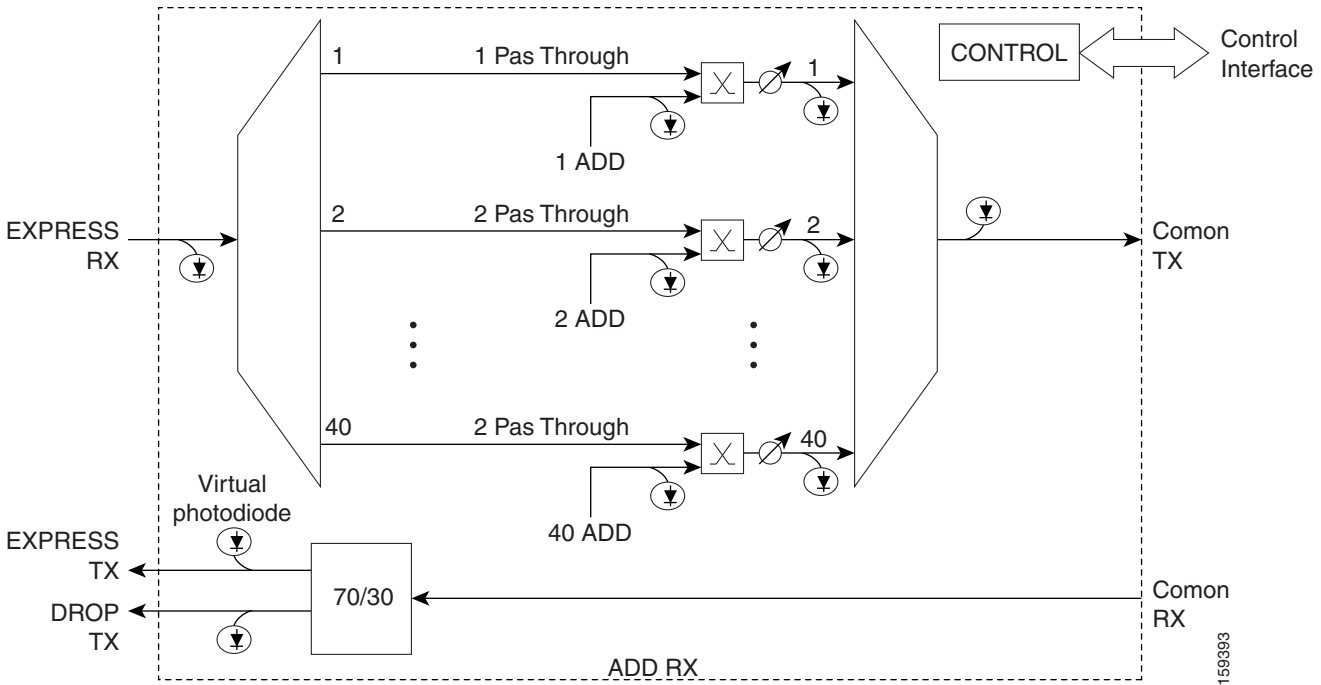 1
1 Pas Through
1
CONTROL
Control
Interface
1 ADD
2
2 Pas Through
2
EXPRESS
RX
Comon
TX
2 ADD
40
2 Pas Through
40
Virtual
photodiode
40 ADD
EXPRESS
TX
70/30
Comon
RX
DROP
TX
ADD RX
159393